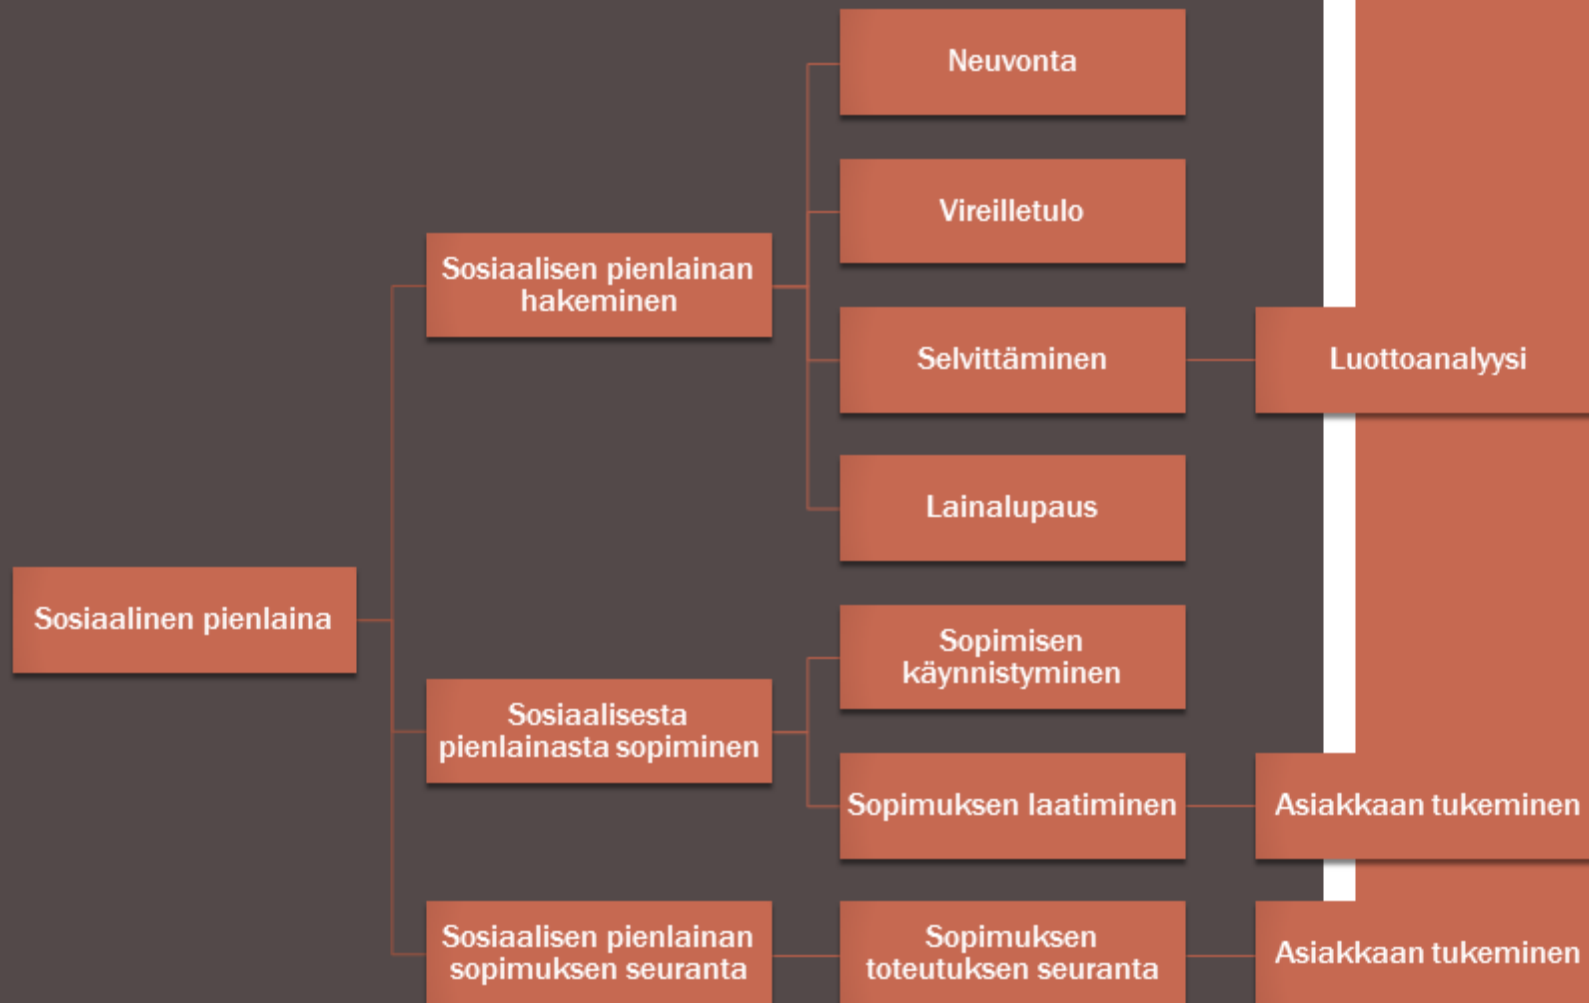 Sosiaalinen pienlaina
Sosiaalisen pienlainan
hakeminen
Neuvonta
Vireilletulo
Selvittäminen
Luottoanalyysi
Lainalupaus
Sosiaalisesta
pienlainasta sopiminen
Sopimisen
käynnistyminen
Sopimuksen laatiminen
Asiakkaan tukeminen
Sosiaalisen pienlainan
sopimuksen seuranta
Sopimuksen
toteutuksen seuranta
Asiakkaan tukeminen